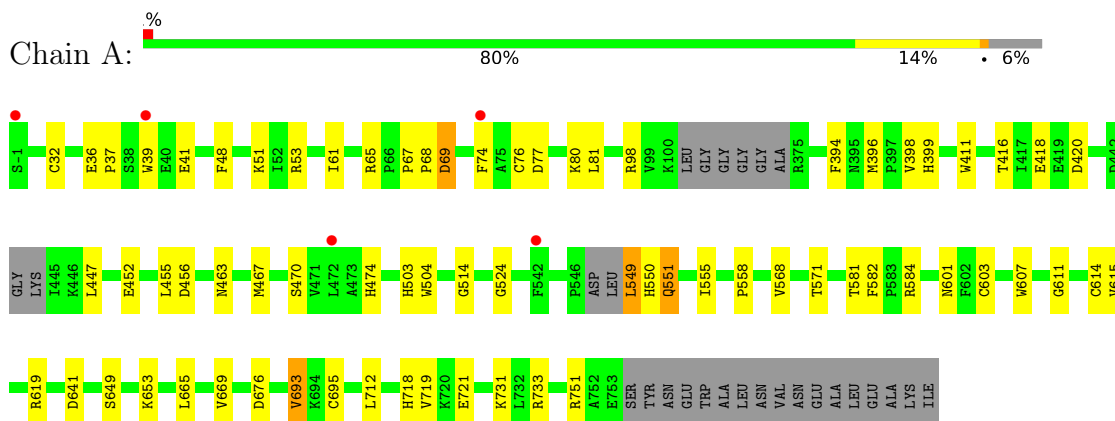 .%
Chain A:
80% 14% • 6%
S-1 C32 E36 P37 S38 W39 E40 E41 F48 K51 I52 R53 I61 R65 P66 P67 P68 D69 F74 A75 C76 D77 K80 L81 R98 V99 K100 LEU GLY GLY GLY GLY ALA R375 F394 N395 M396 P397 V398 H399 W411 T416 I417 E418 E419 D420
GLY LYS I445 K446 L447 E452 L455 D456 N463 M467 S470 V471 L472 A473 H474 H503 W504 G514 G524 F542 P546 ASP LEU L549 H550 Q551 I555 P558 V568 T571 T581 F582 P583 R584 N601 F602 C603 W607 G611 C614 V615
R619 D641 S649 K653 L665 V669 D676 V693 K694 C695 L712 H718 V719 K720 E721 K731 L732 R733 R751 A752 E753 SER TYR ASN GLU TRP ALA LEU ASN VAL ASN GLU ALA LEU GLU ALA LYS ILE